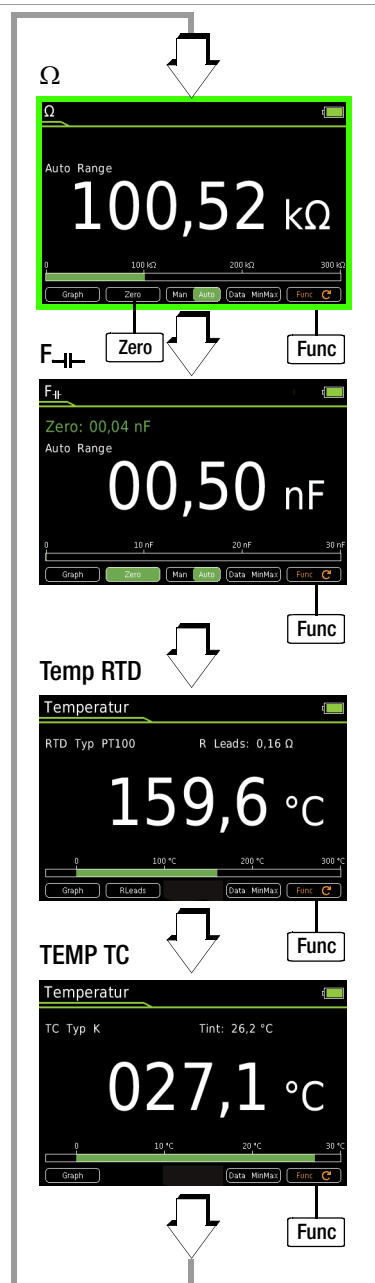 Ω
Ω
Auto Range
100,52 kΩ
0 100 kΩ 200 kΩ 300 kΩ
Graph Zero Man Auto Data MinMax Func
Zero Func
F
F
Zero: 00,04 nF
Auto Range
00,50 nF
0 10 nF 20 nF 30 nF
Graph Zero Man Auto Data MinMax Func
Func
Temp RTD
Temperatur
RTD Typ PT100 R Leads: 0,16 Ω
159,6 °C
0 100 °C 200 °C 300 °C
Graph RLeads Data MinMax Func
Func
TEMP TC
Temperatur
TC Typ K Tint: 26,2 °C
027,1 °C
0 10 °C 20 °C 30 °C
Graph Data MinMax Func
Func